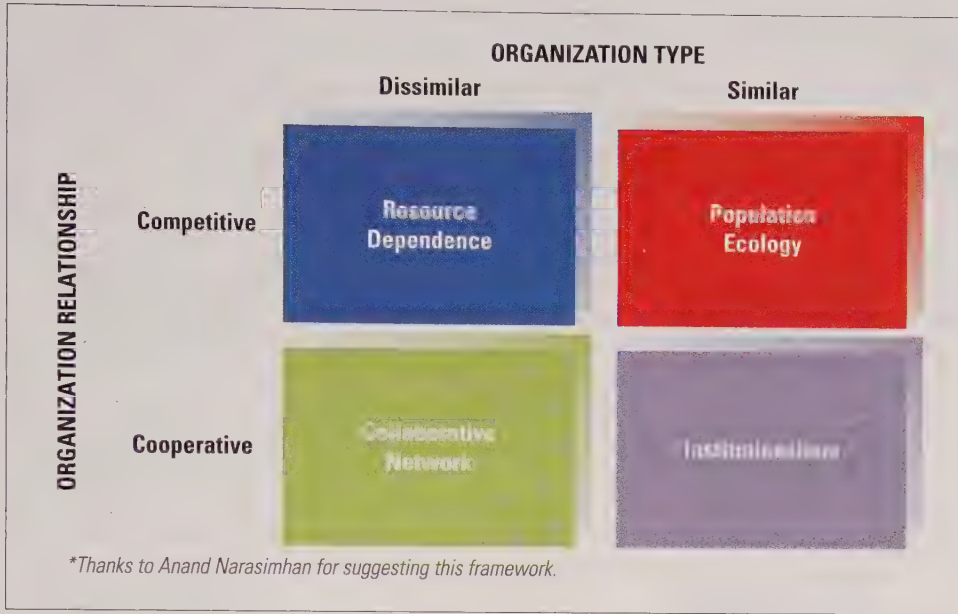 ORGANIZATION TYPE
Dissimilar Similar
ORGANIZATION RELATIONSHIP
Competitive
Resource
Dependence
Population
Ecology
Cooperative
Collaborative
Network
Institutionalism
*Thanks to Anand Narasimhan for suggesting this framework.